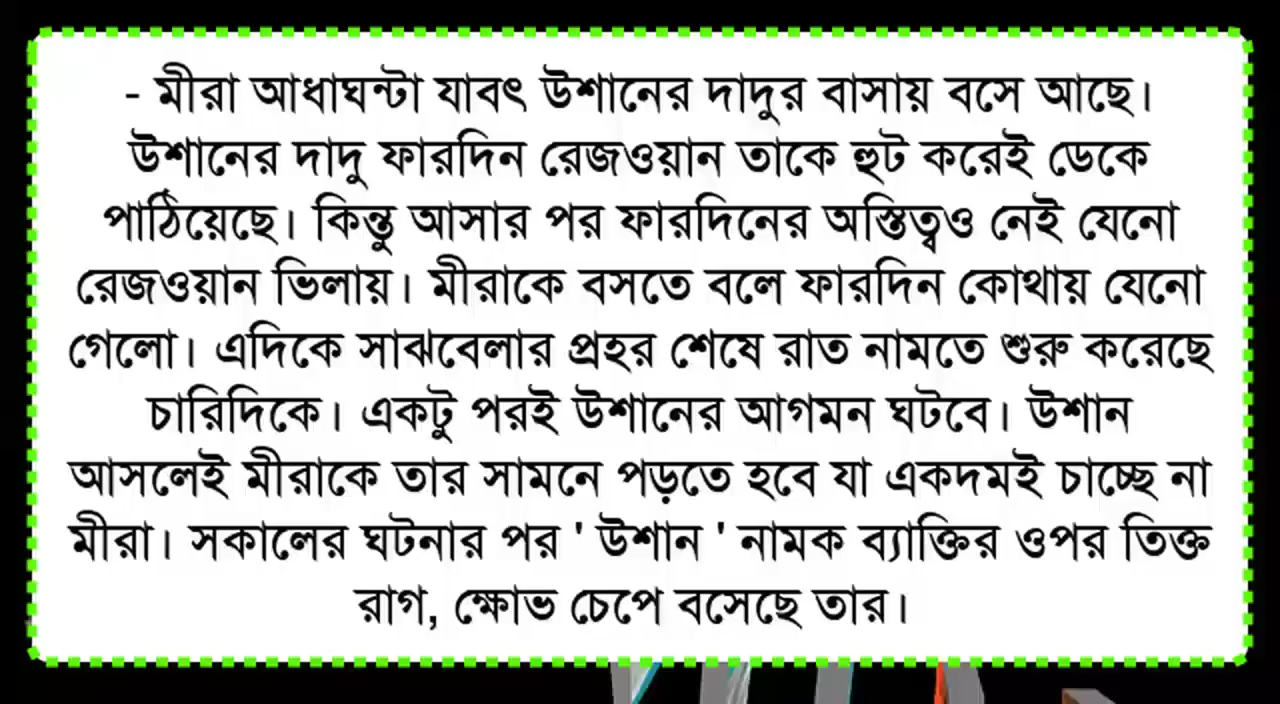 - মীরা আধাঘন্টা যাবৎ উশানের দাদুর বাসায় বসে আছে।
উশানের দাদু ফারদিন রেজওয়ান তাকে হুট করেই ডেকে
পাঠিয়েছে। কিন্তু আসার পর ফারদিনের অস্তিত্বও নেই যেনো
রেজওয়ান ভিলায়। মীরাকে বসতে বলে ফারদিন কোথায় যেনো
গেলো। এদিকে সাঝবেলার প্রহর শেষে রাত নামতে শুরু করেছে
চারিদিকে। একটু পরই উশানের আগমন ঘটবে। উশান
আসলেই মীরাকে তার সামনে পড়তে হবে যা একদমই চাচ্ছে না
মীরা। সকালের ঘটনার পর ' উশান ' নামক ব্যাক্তির ওপর তিক্ত
রাগ, ক্ষোভ চেপে বসেছে তার।